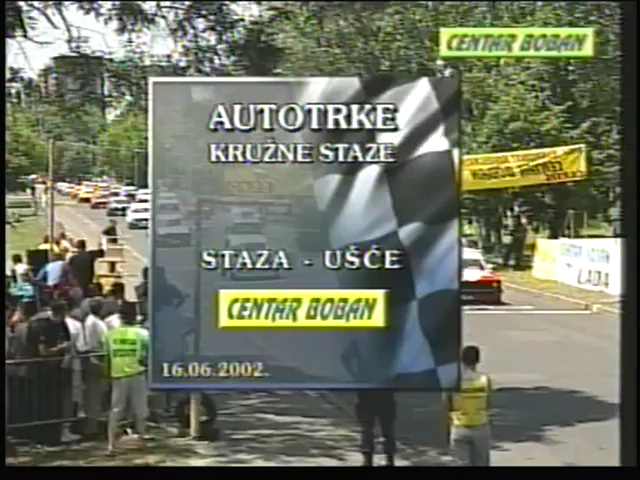 CENTAR BOBAN
AUTOTRKE
KRUŽNE STAZE
STAZA - UŠĆE
CENTAR BOBAN
16.06.2002.
LADA